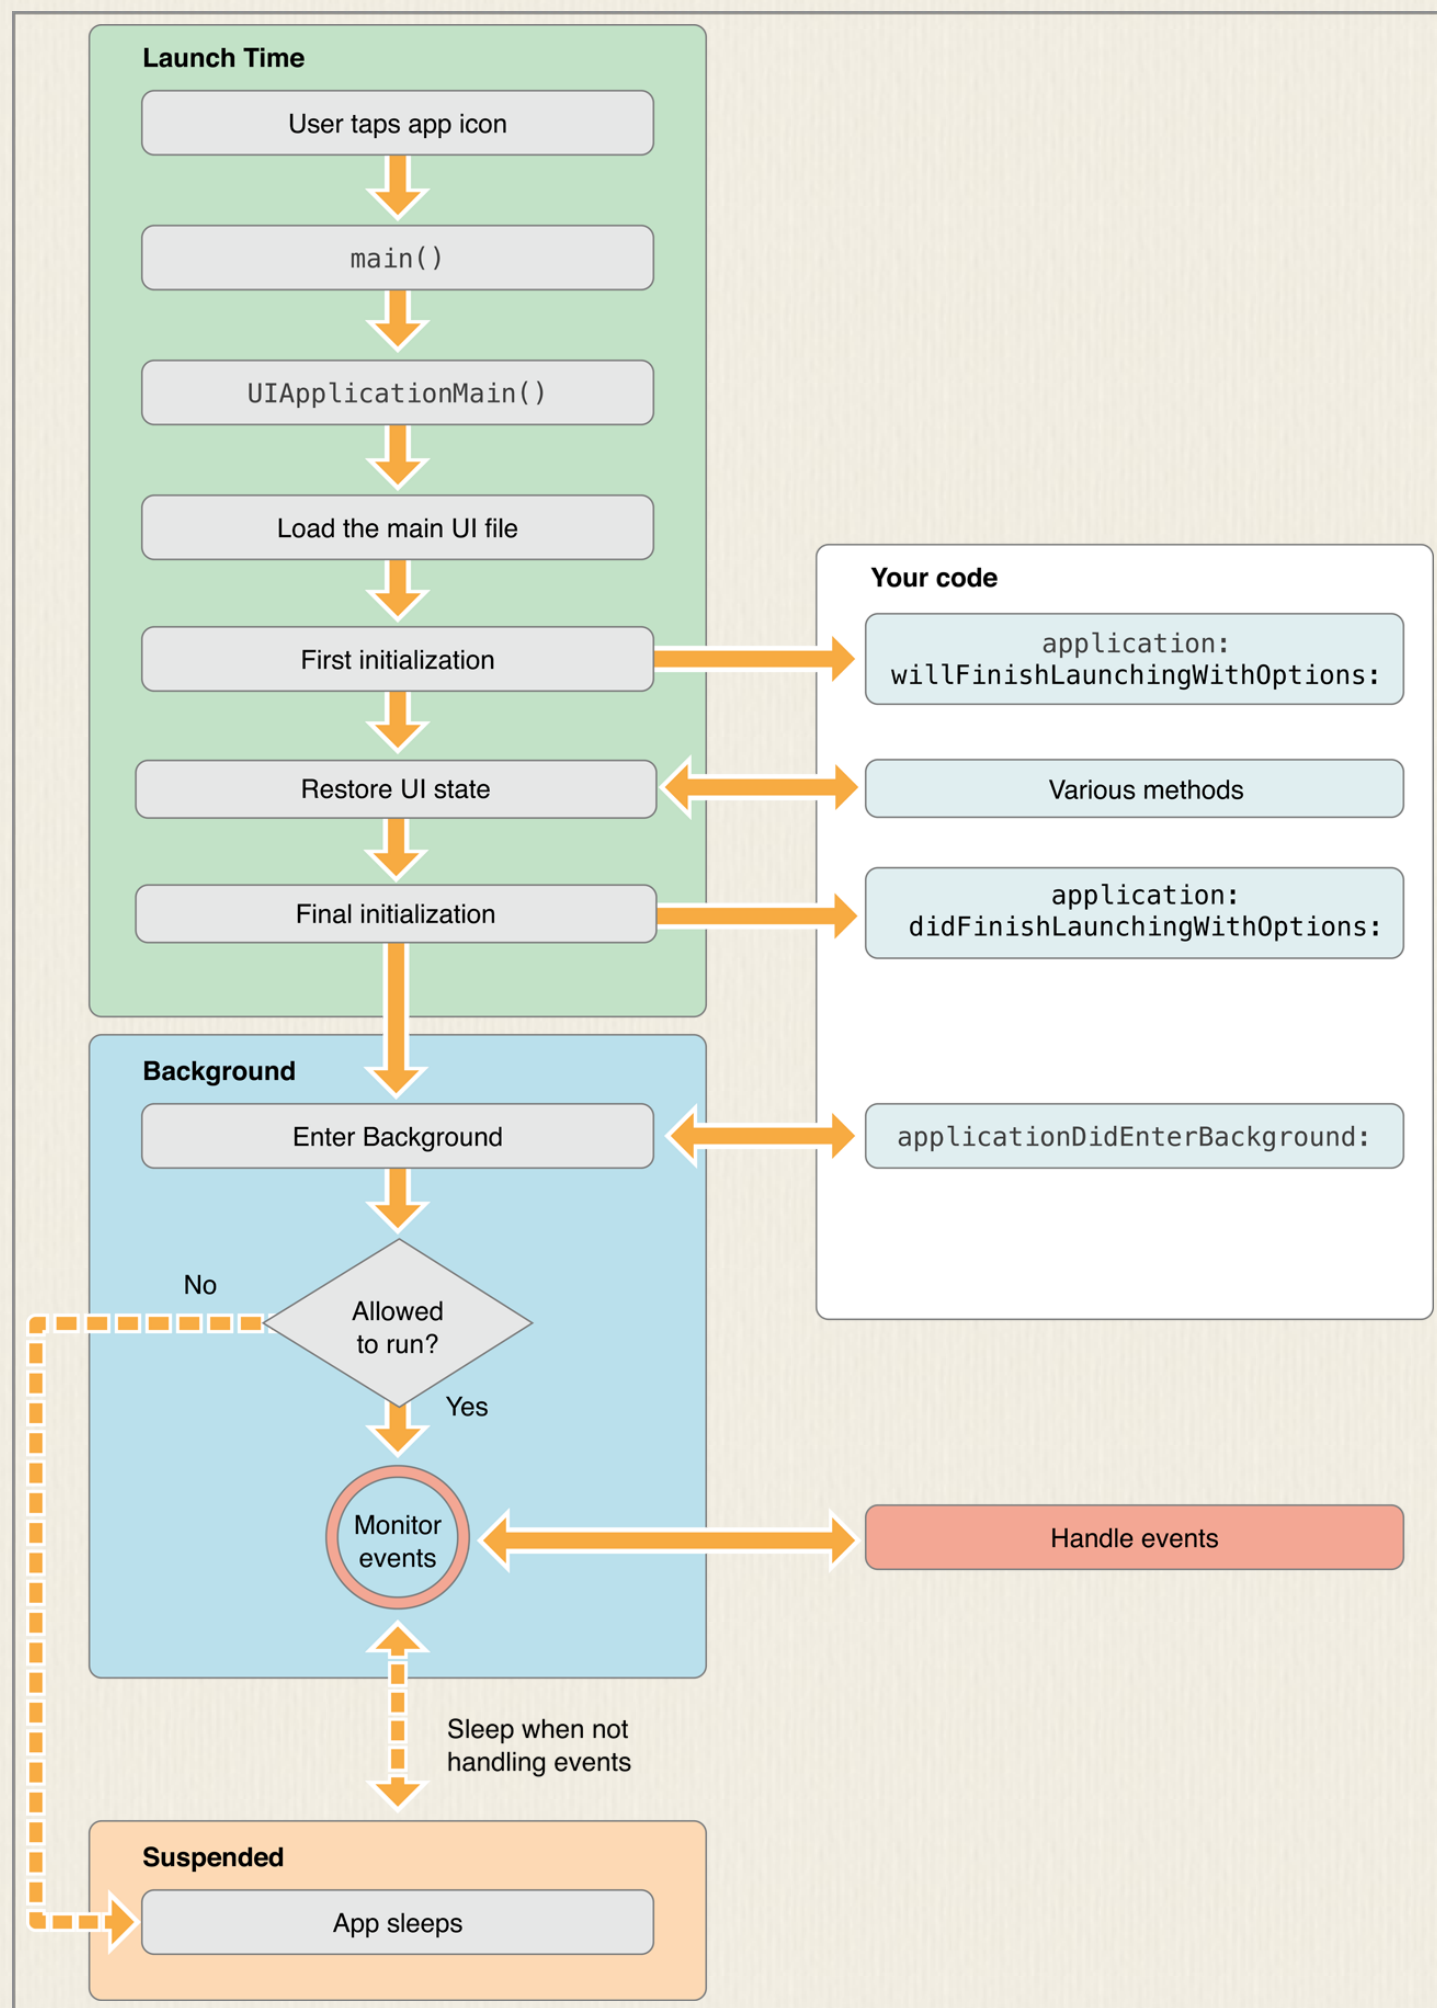 Launch Time
User taps app icon
main()
UIApplicationMain()
Load the main UI file
Your code
First initialization
application:
willFinishLaunchingWithOptions:
Restore UI state
Various methods
Final initialization
application:
didFinishLaunchingWithOptions:
Background
Enter Background
applicationDidEnterBackground:
No
Allowed
to run?
Yes
Monitor
events
Handle events
Sleep when not
handling events
Suspended
App sleeps